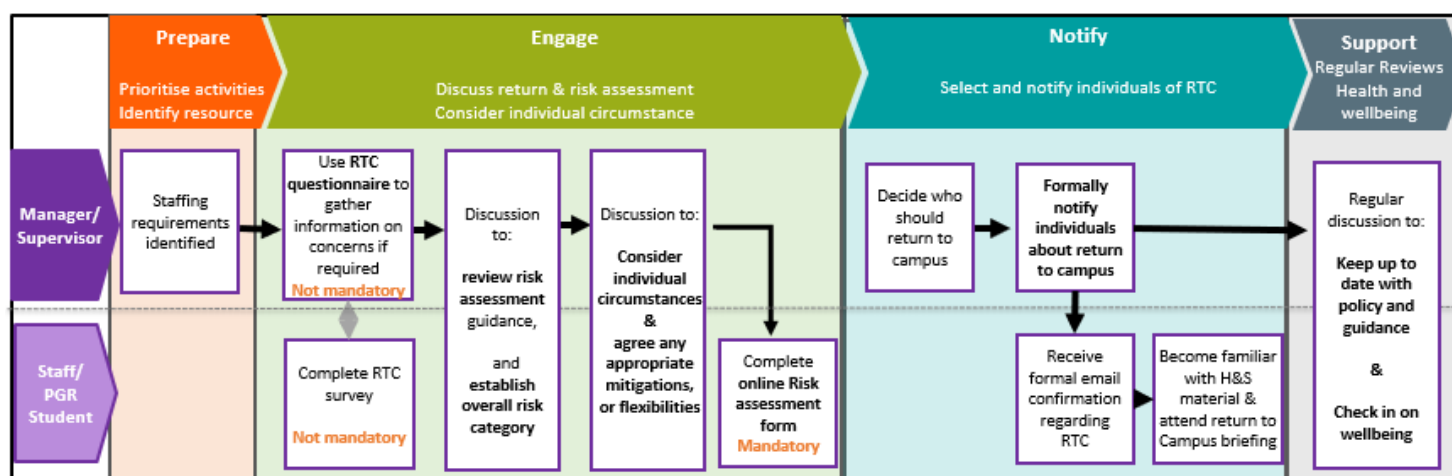 Prepare
Prioritise activities
Identify resource
Engage
Discuss return & risk assessment
Consider individual circumstance
Notify
Select and notify individuals of RTC
Support
Regular Reviews
Health and
wellbeing
Manager/
Supervisor
Staffing
requirements
identified
Use RTC
questionnaire to
gather
information on
concerns if
required
Not mandatory
Discussion
to:
review risk
assessment
guidance,
and
establish
overall risk
category
Discussion to:
Consider
individual
circumstances
&
agree any
appropriate
mitigations,
or flexibilities
Decide who
should
return to
campus
Formally
notify
individuals
about return
to campus
Regular
discussion to:
Keep up to
date with
policy and
guidance
&
Check in on
wellbeing
Staff/
PGR
Student
Complete RTC
survey
Not mandatory
Complete
online Risk
assessment
form
Mandatory
Receive
formal email
confirmation
regarding
RTC
Become familiar
with H&S
material &
attend return to
Campus briefing